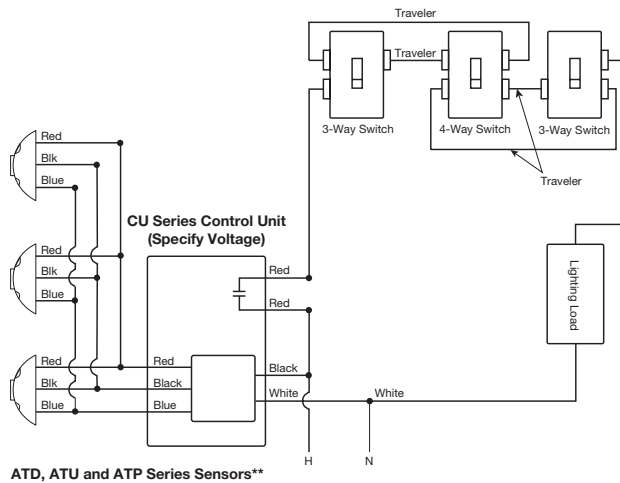 Traveler
Traveler
3-Way Switch
4-Way Switch
3-Way Switch
Traveler
Red
Blk
Blue
CU Series Control Unit
(Specify Voltage)
Red
Blk
Blue
Red
Red
Lighting Load
Red
Blk
Blue
Red
Black
Blue
Black
White
White
H
N
ATD, ATU and ATP Series Sensors**